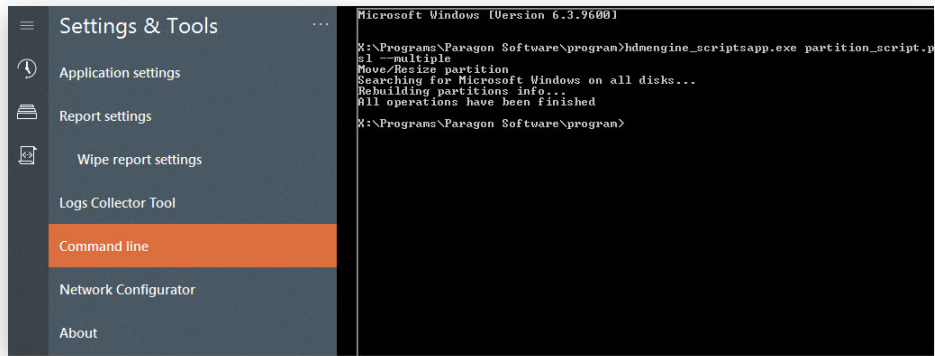 Settings & Tools
...
Application settings
Report settings
Wipe report settings
Logs Collector Tool
Command line
Network Configurator
About
Microsoft Windows [Version 6.3.9600]
X:\Programs\Paragon Software\program>hdmengine_scriptsapp.exe partition_script.p
sl --multiple
Move/Resize partition
Searching for Microsoft Windows on all disks...
Rebuilding partitions info...
All operations have been finished
X:\Programs\Paragon Software\program>